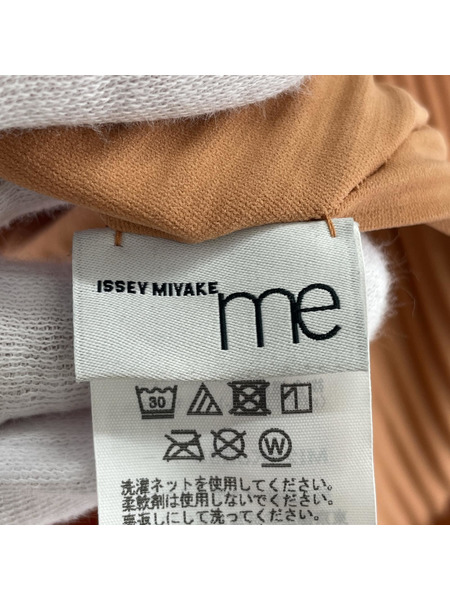 ISSEY MIYAKE me
30
W
洗濯ネットを使用してください。
柔軟剤は使用しないでください。
裏返しにして洗ってください。